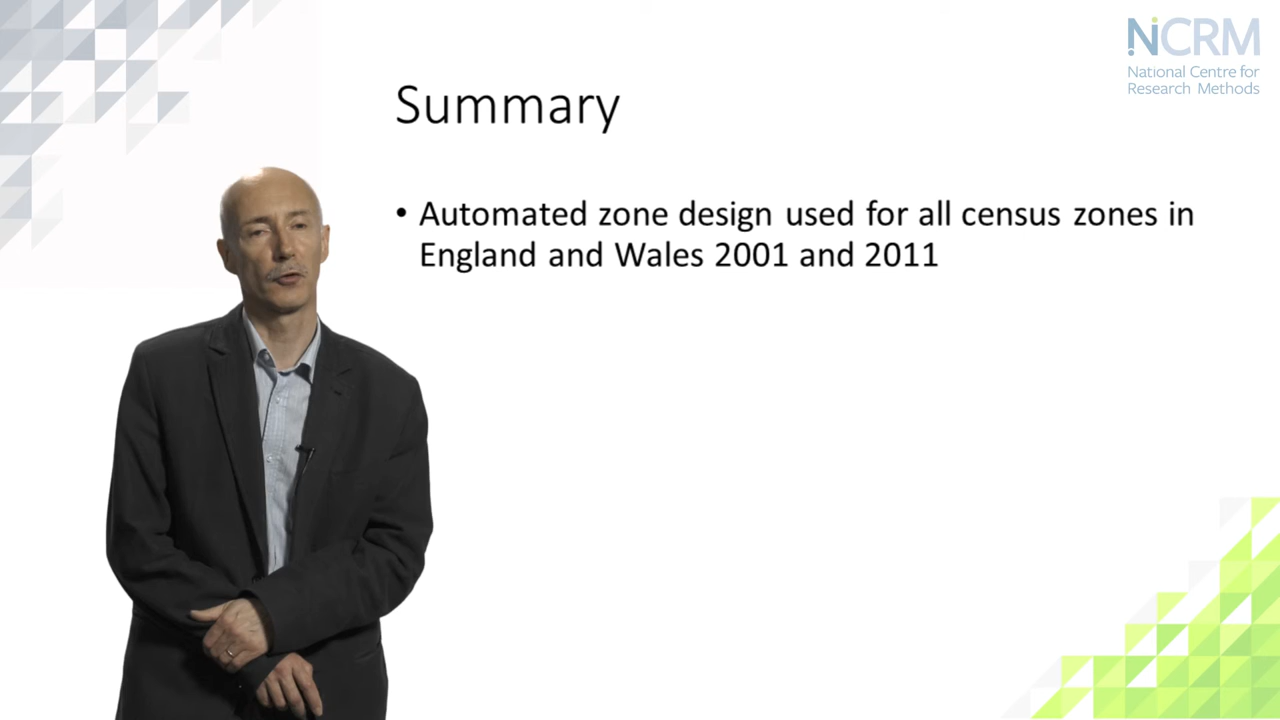 NCRM
National Centre for
Research Methods
Summary
• Automated zone design used for all census zones in
England and Wales 2001 and 2011